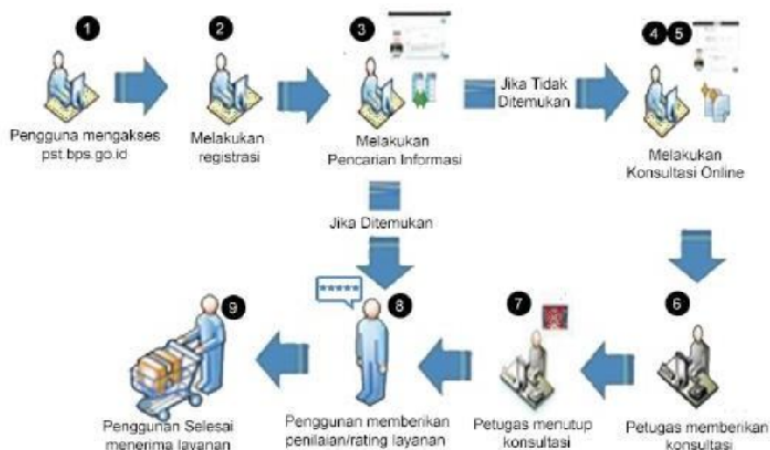 1
Pengguna mengakses
pst.bps.go.id
2
Melakukan
registrasi
3
Melakukan
Pencarian Informasi
Jika Tidak
Ditemukan
4 5
Melakukan
Konsultasi Online
Jika Ditemukan
6
Petugas memberikan
konsultasi
7
Petugas menutup
konsultasi
8
*****
Penggunan memberikan
penilaian/rating layanan
9
Penggunan Selesai
menerima layanan